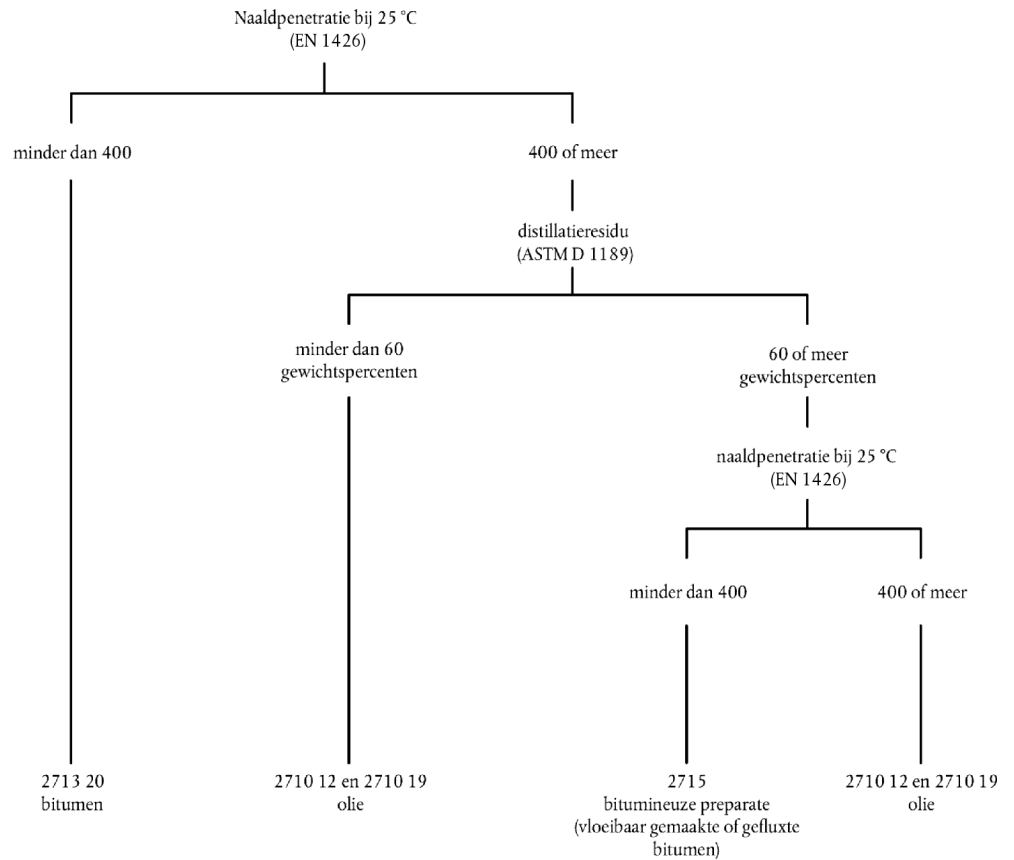 Naaldpenetratie bij 25 °C
(EN 1426)
minder dan 400
400 of meer
distillatieresidu
(ASTM D 1189)
minder dan 60
gewichtspercenten
60 of meer
gewichtspercenten
naaldpenetratie bij 25 °C
(EN 1426)
minder dan 400
400 of meer
2713 20
bitumen
2710 12 en 2710 19
olie
2715
bitumineuze preparate
(vloeibaar gemaakte of gefluxte
bitumen)
2710 12 en 2710 19
olie